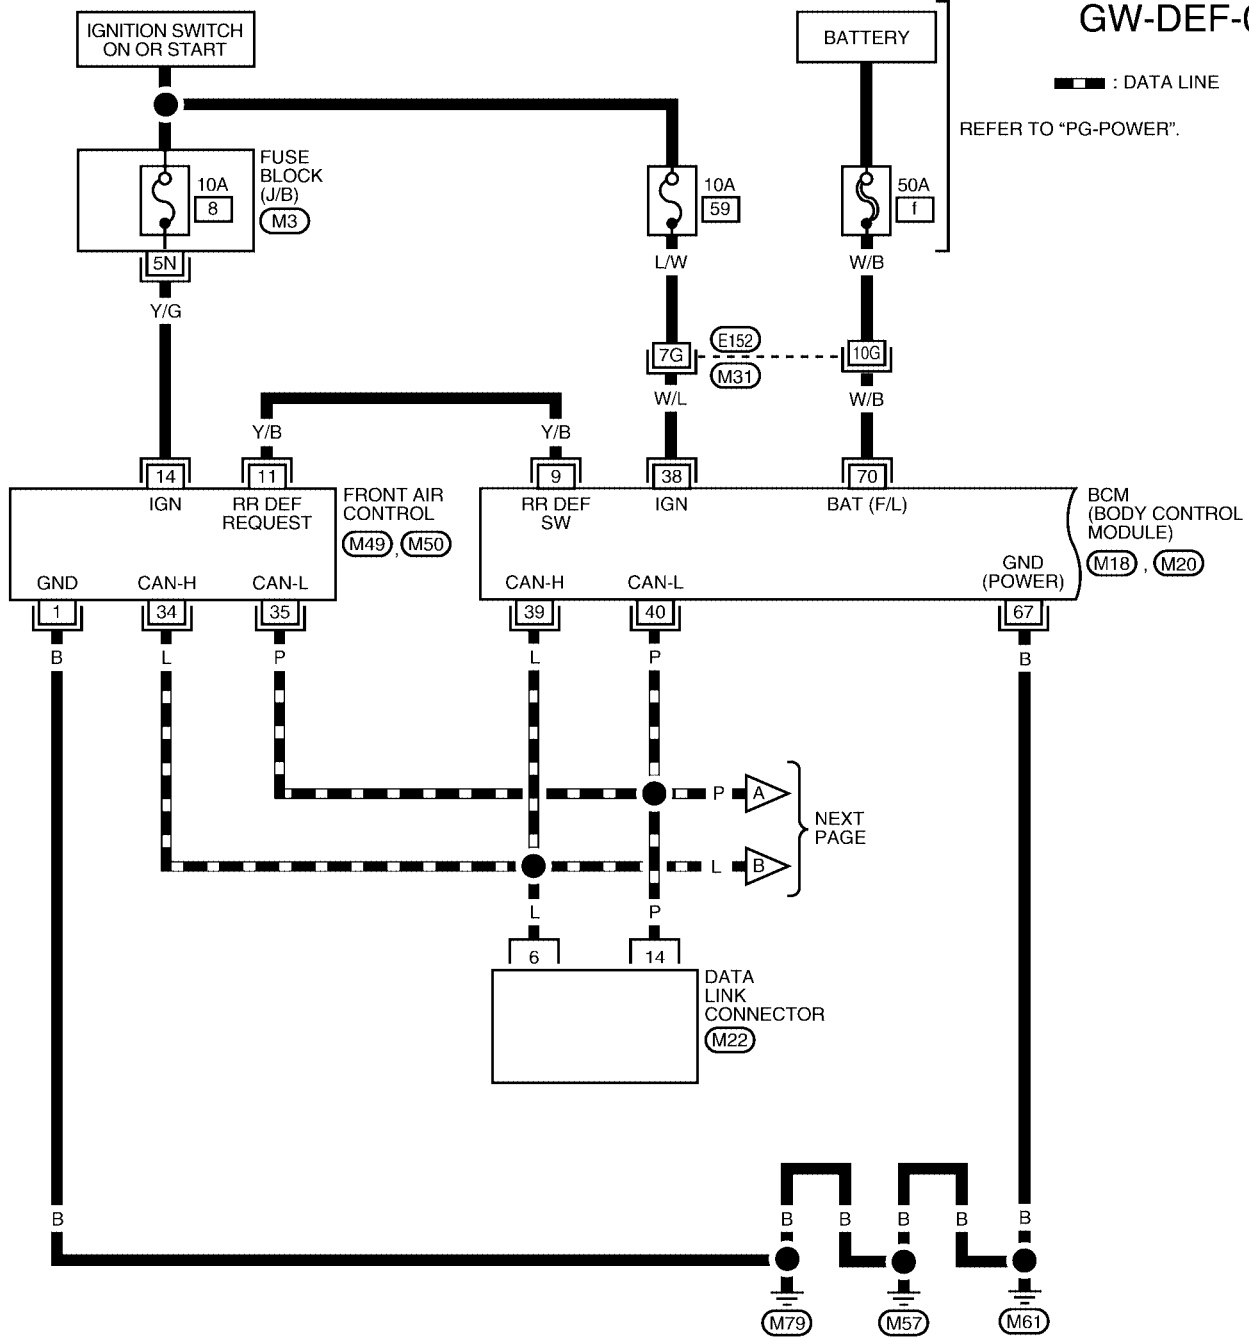 GW-DEF-
IGNITION SWITCH
ON OR START
BATTERY
: DATA LINE
REFER TO “PG-POWER”.
FUSE
BLOCK
(J/B)
M3
10A
8
10A
59
50A
f
5N
L/W
W/B
Y/G
7G
E152
M31
10G
W/L
W/B
Y/B
Y/B
14
11
9
38
70
IGN
RR DEF
REQUEST
FRONT AIR
CONTROL
M49 , M50
RR DEF
SW
IGN
BAT (F/L)
BCM
(BODY CONTROL
MODULE)
M18 , M20
GND
CAN-H
CAN-L
CAN-H
CAN-L
GND
(POWER)
1
34
35
39
40
67
B
L
P
L
P
B
P
A
NEXT
PAGE
L
B
L
P
6
14
DATA
LINK
CONNECTOR
M22
B
B
B
B
B
B
M79
M57
M61